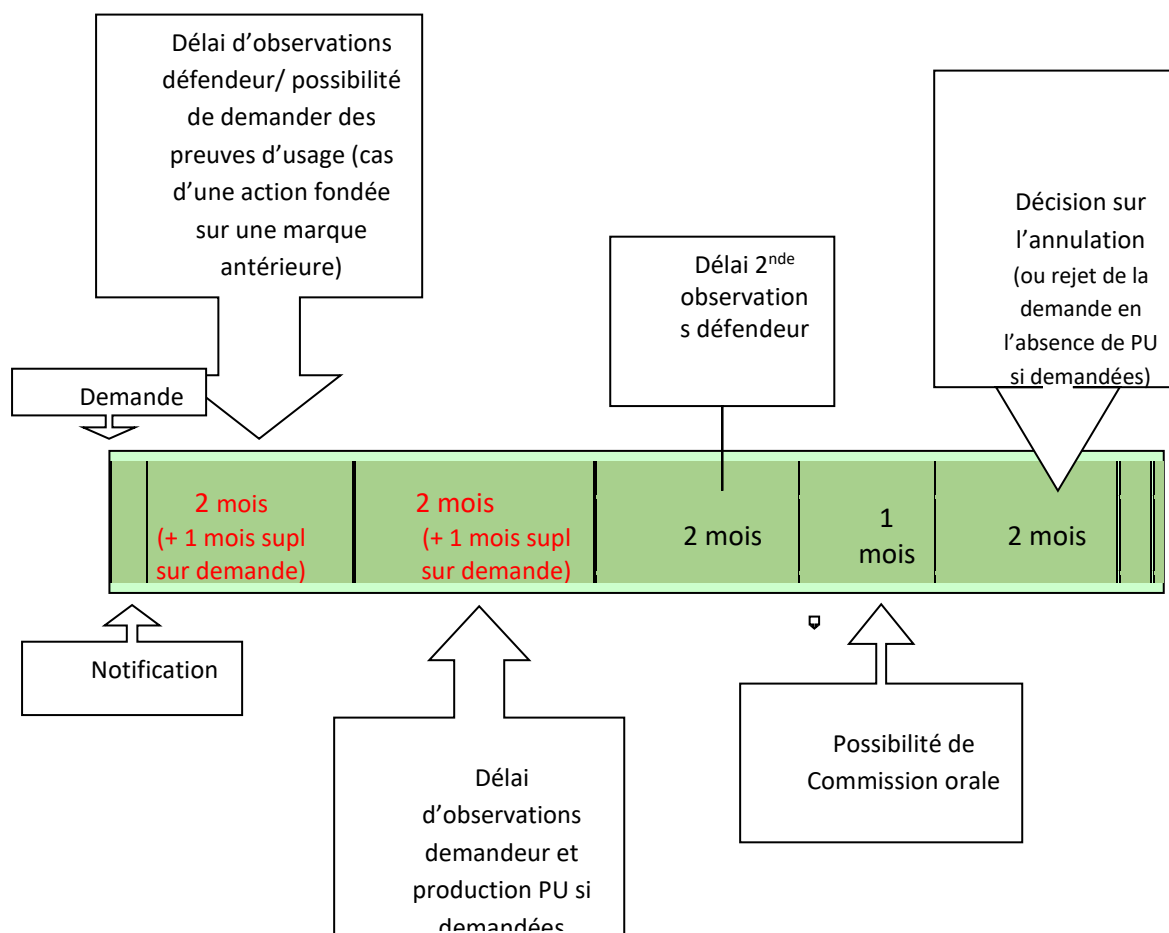 Délai d’observations
défendeur/ possibilité
de demander des
preuves d’usage (cas
d’une action fondée
sur une marque
antérieure)
Décision sur
l’annulation
(ou rejet de la
demande en
l’absence de PU
si demandées)
Délai 2nde
observation
s défendeur
Demande
2 mois
(+ 1 mois supl
sur demande)
2 mois
(+ 1 mois supl
sur demande)
2 mois
1
mois
2 mois
Notification
Délai
d’observations
demandeur et
production PU si
demandées
Possibilité de
Commission orale